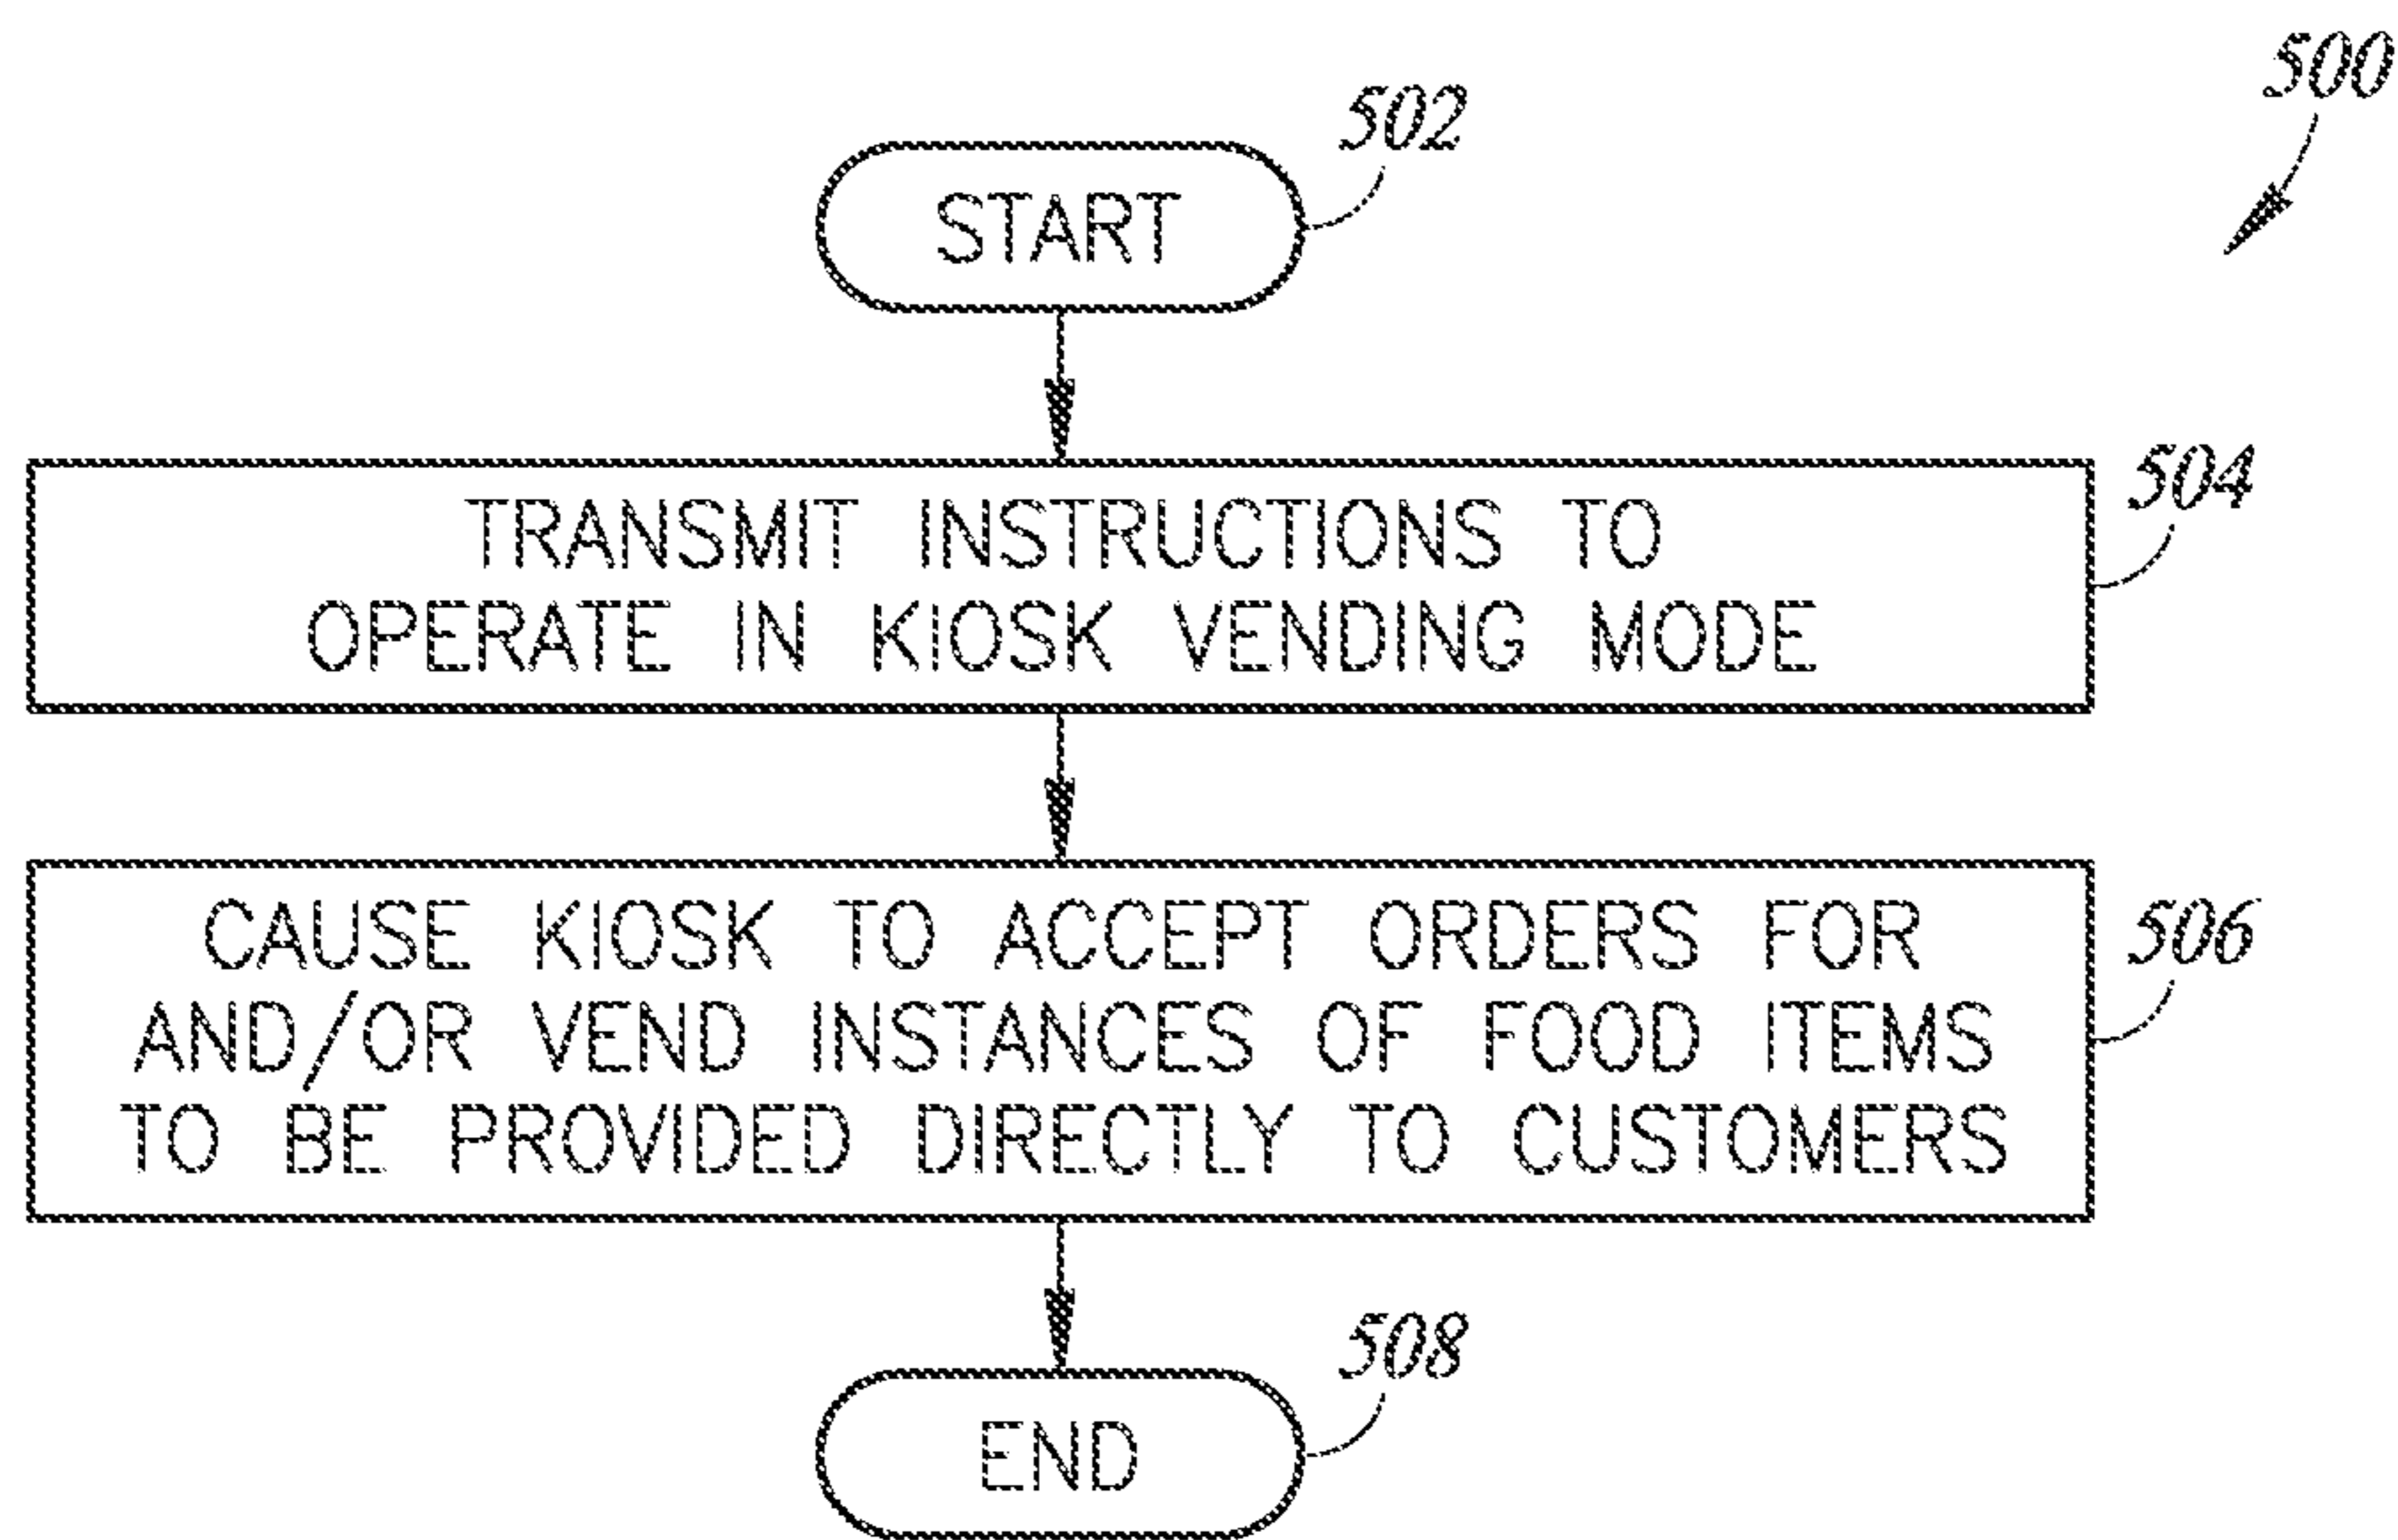 500
502
START
504
TRANSMIT INSTRUCTIONS TO
OPERATE IN KIOSK VENDING MODE
506
CAUSE KIOSK TO ACCEPT ORDERS FOR
AND/OR VEND INSTANCES OF FOOD ITEMS
TO BE PROVIDED DIRECTLY TO CUSTOMERS
508
END